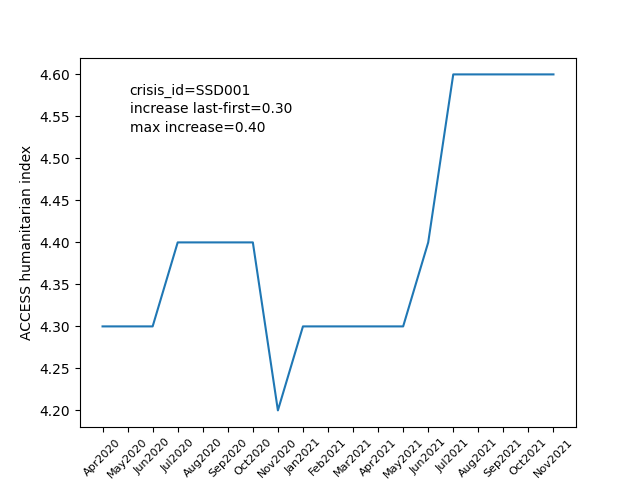 crisis_id=SSD001
increase last-first=0.30
max increase=0.40
ACCESS humanitarian index
4.60
4.55
4.50
4.45
4.40
4.35
4.30
4.25
4.20
Apr2020
May2020
Jun2020
Jul2020
Aug2020
Sep2020
Oct2020
Nov2020
Jan2021
Feb2021
Mar2021
Apr2021
May2021
Jun2021
Jul2021
Aug2021
Sep2021
Oct2021
Nov2021